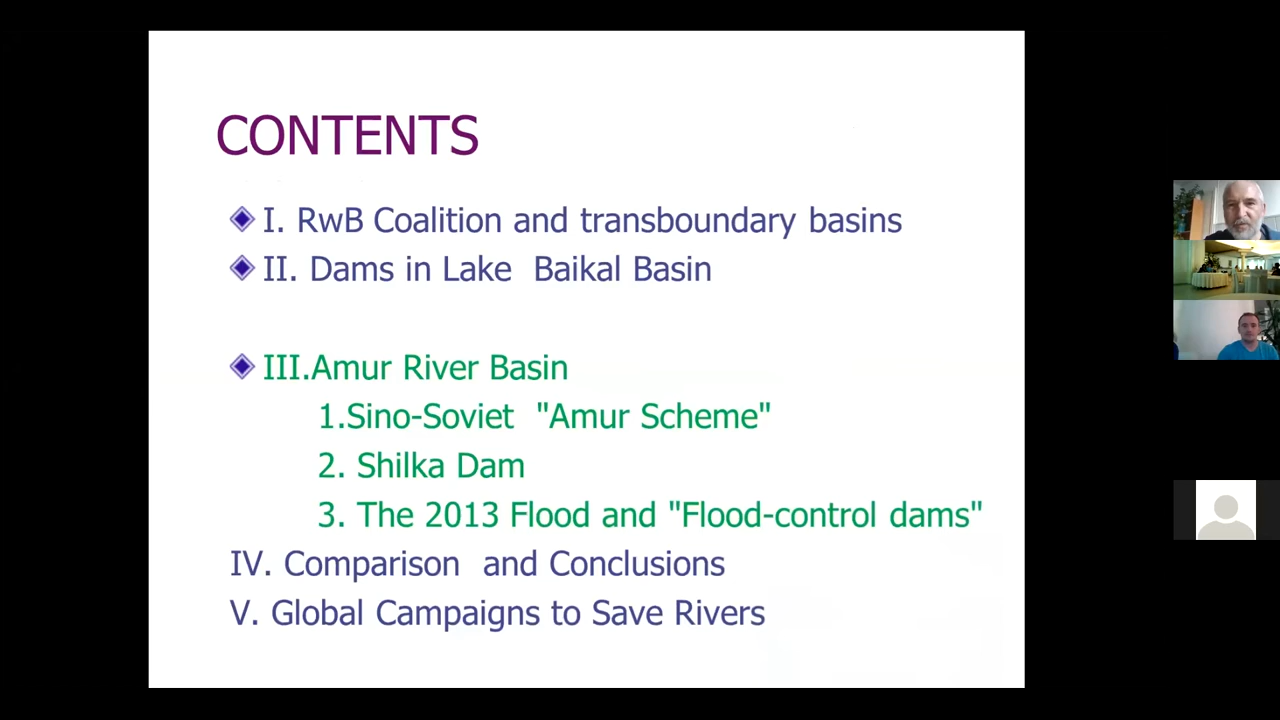 CONTENTS
I. RwB Coalition and transboundary basins
II. Dams in Lake Baikal Basin
III.Amur River Basin
1.Sino-Soviet "Amur Scheme"
2. Shilka Dam
3. The 2013 Flood and "Flood-control dams"
IV. Comparison and Conclusions
V. Global Campaigns to Save Rivers